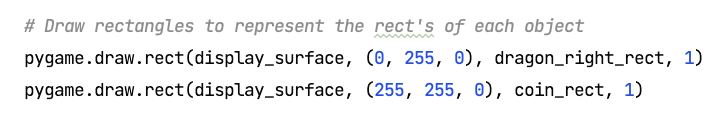 # Draw rectangles to represent the rect's of each object
pygame.draw.rect(display_surface, (0, 255, 0), dragon_right_rect, 1)
pygame.draw.rect(display_surface, (255, 255, 0), coin_rect, 1)